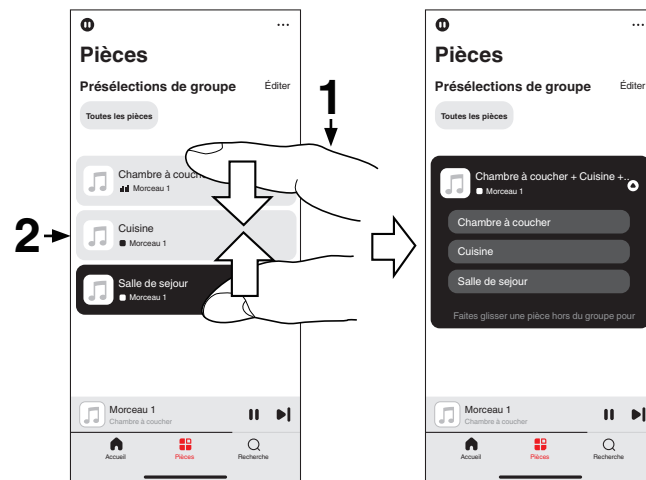 Pièces
Présélections de groupe Éditer
Toutes les pièces
1
Chambre à couc
Morceau 1
2
Cuisine
Morceau 1
Salle de sejour
Morceau 1
Morceau 1
Chambre à coucher
Accueil Pièces Recherche
Pièces
Présélections de groupe Éditer
Toutes les pièces
Chambre à coucher + Cuisine +..
Morceau 1
Chambre à coucher
Cuisine
Salle de sejour
Faites glisser une pièce hors du groupe pour
Morceau 1
Chambre à coucher
Accueil Pièces Recherche